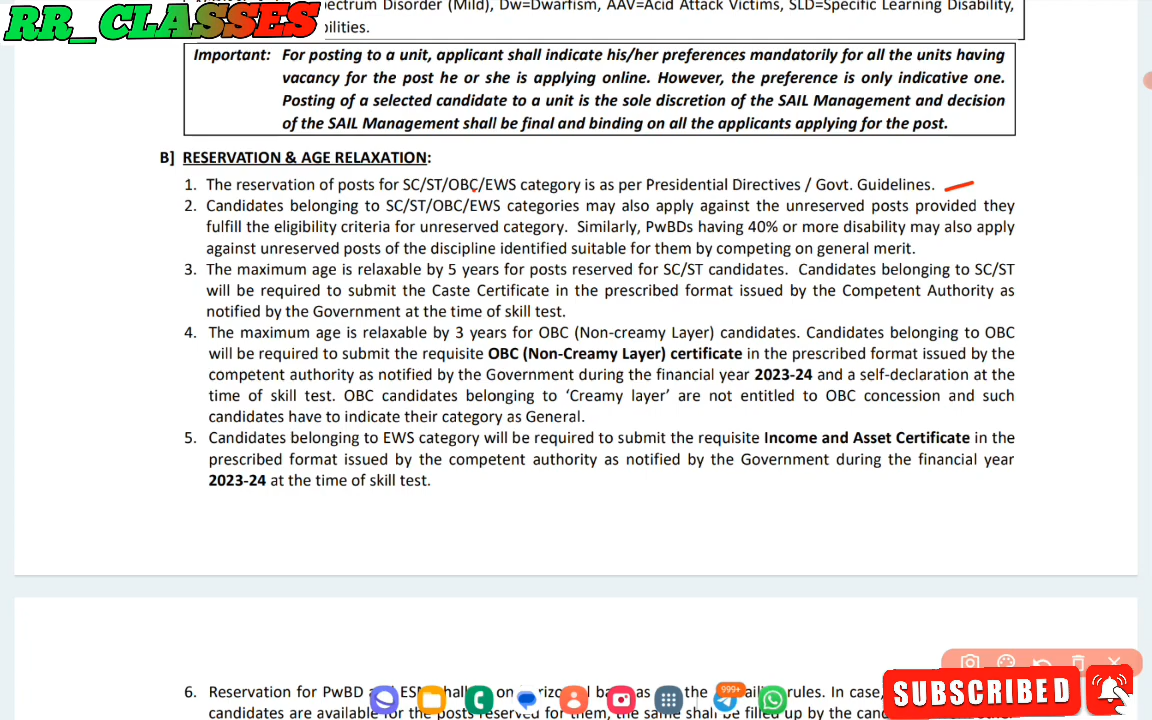 RR_CLASSES
ectrum Disorder (Mild), Dw=Dwarfism, AAV=Acid Attack Victims, SLD=Specific Learning Disability,
bilities.
Important: For posting to a unit, applicant shall indicate his/her preferences mandatorily for all the units having
vacancy for the post he or she is applying online. However, the preference is only indicative one.
Posting of a selected candidate to a unit is the sole discretion of the SAIL Management and decision
of the SAIL Management shall be final and binding on all the applicants applying for the post.
B] RESERVATION & AGE RELAXATION:
1. The reservation of posts for SC/ST/OBC/EWS category is as per Presidential Directives / Govt. Guidelines.
2. Candidates belonging to SC/ST/OBC/EWS categories may also apply against the unreserved posts provided they
fulfill the eligibility criteria for unreserved category. Similarly, PwBDs having 40% or more disability may also apply
against unreserved posts of the discipline identified suitable for them by competing on general merit.
3. The maximum age is relaxable by 5 years for posts reserved for SC/ST candidates. Candidates belonging to SC/ST
will be required to submit the Caste Certificate in the prescribed format issued by the Competent Authority as
notified by the Government at the time of skill test.
4. The maximum age is relaxable by 3 years for OBC (Non-creamy Layer) candidates. Candidates belonging to OBC
will be required to submit the requisite OBC (Non-Creamy Layer) certificate in the prescribed format issued by the
competent authority as notified by the Government during the financial year 2023-24 and a self-declaration at the
time of skill test. OBC candidates belonging to ‘Creamy layer’ are not entitled to OBC concession and such
candidates have to indicate their category as General.
5. Candidates belonging to EWS category will be required to submit the requisite Income and Asset Certificate in the
prescribed format issued by the competent authority as notified by the Government during the financial year
2023-24 at the time of skill test.
6. Reservation for PwBD on as the rules. In case,
candidates are available for the posts reserved for them, the same shall be filled up by the
999+
SUBSCRIBED